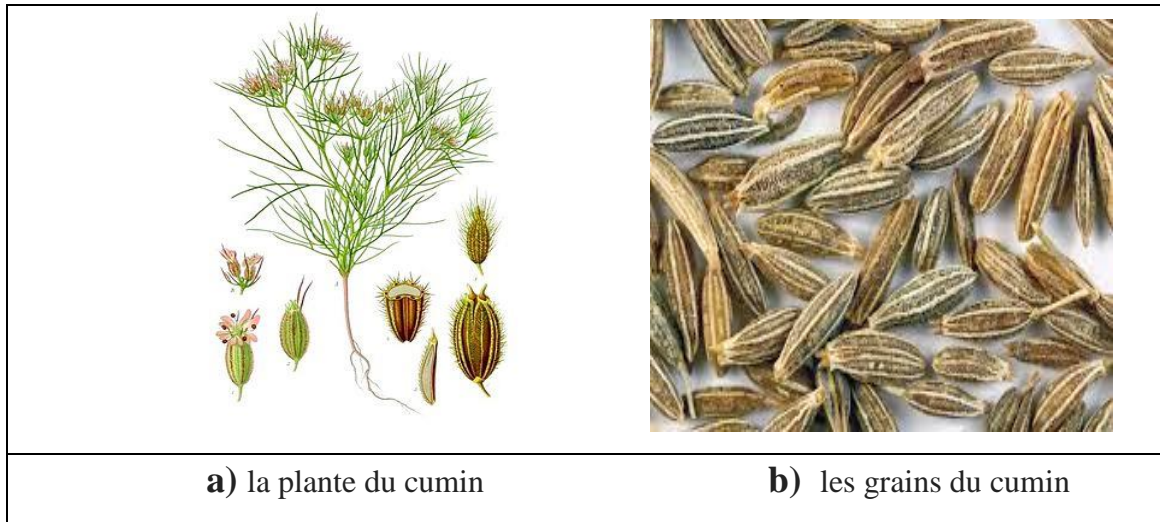 a) la plante du cumin
b) les grains du cumin